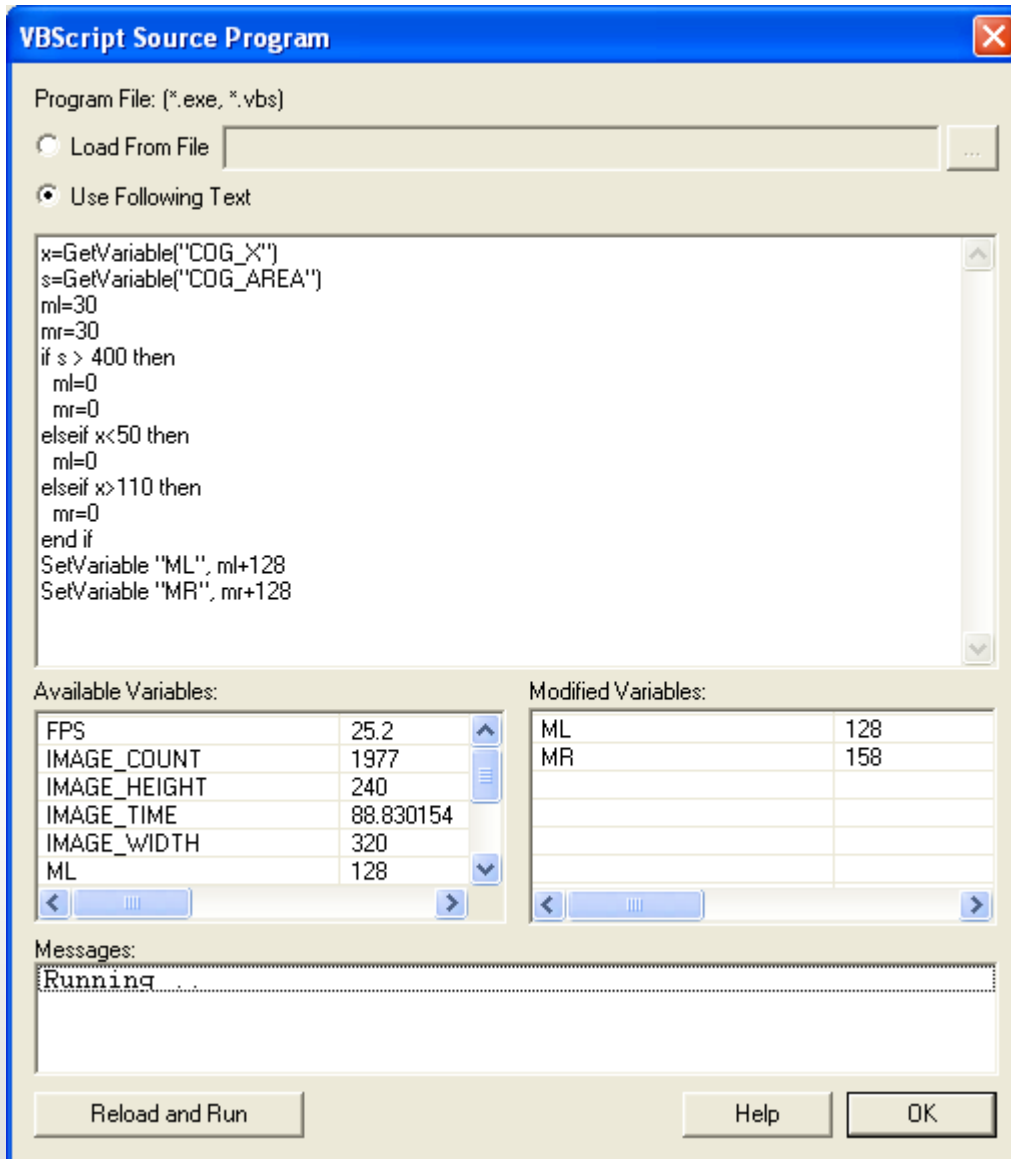 VBScript Source Program
Program File: (*.exe, *.vbs)
Load From File
...
Use Following Text
x=GetVariable("COG_X")
s=GetVariable("COG_AREA")
ml=30
mr=30
if s > 400 then
  ml=0
  mr=0
elseif x<50 then
  ml=0
elseif x>110 then
  mr=0
end if
SetVariable "ML", ml+128
SetVariable "MR", mr+128
Available Variables:
FPS 25.2
IMAGE_COUNT 1977
IMAGE_HEIGHT 240
IMAGE_TIME 88.830154
IMAGE_WIDTH 320
ML 128
Modified Variables:
ML 128
MR 158
Messages:
Running . .
Reload and Run
Help
OK